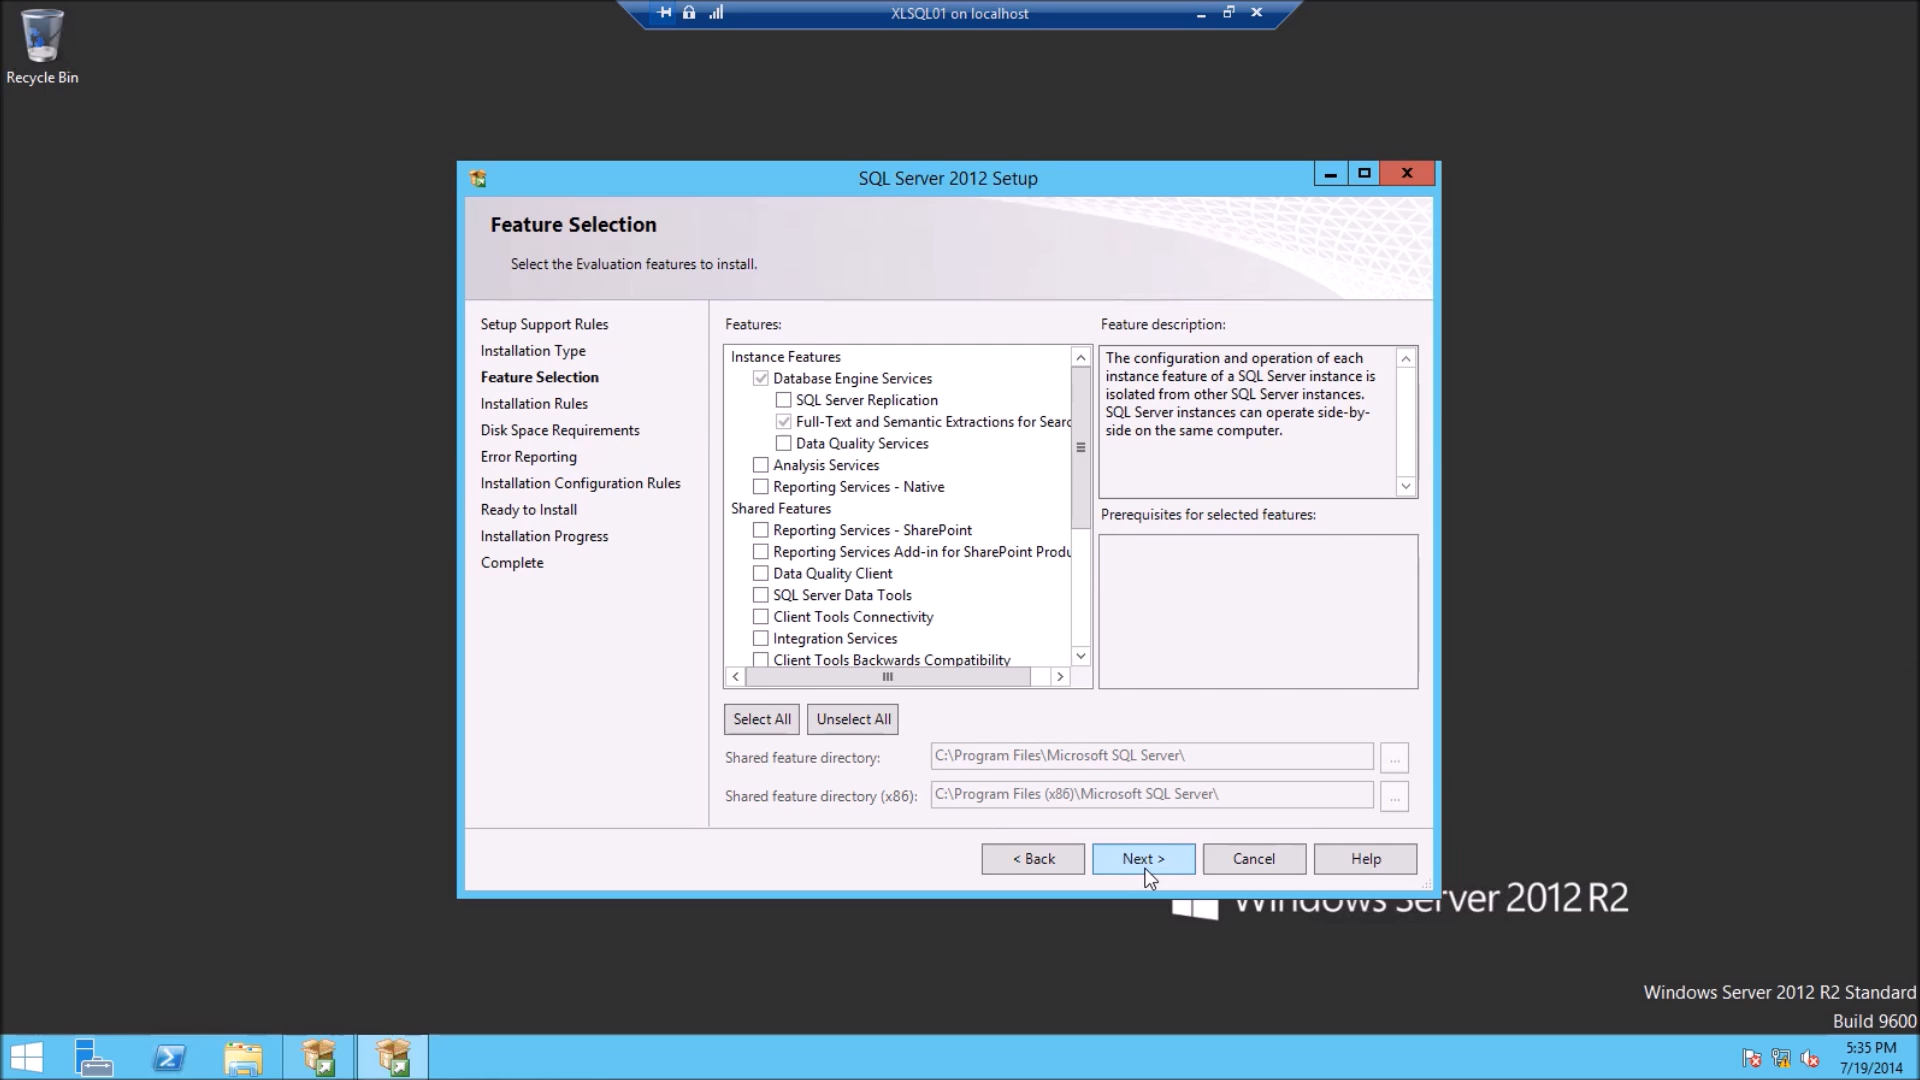 XLSQL01 on localhost
Recycle Bin
SQL Server 2012 Setup
Feature Selection
Select the Evaluation features to install.
Setup Support Rules
Installation Type
Feature Selection
Installation Rules
Disk Space Requirements
Error Reporting
Installation Configuration Rules
Ready to Install
Installation Progress
Complete
Features:
Instance Features
Database Engine Services
SQL Server Replication
Full-Text and Semantic Extractions for Searc
Data Quality Services
Analysis Services
Reporting Services - Native
Shared Features
Reporting Services - SharePoint
Reporting Services Add-in for SharePoint Produ
Data Quality Client
SQL Server Data Tools
Client Tools Connectivity
Integration Services
Client Tools Backwards Compatibility
Feature description:
The configuration and operation of each
instance feature of a SQL Server instance is
isolated from other SQL Server instances.
SQL Server instances can operate side-by-
side on the same computer.
Prerequisites for selected features:
Select All
Unselect All
Shared feature directory:
C:\Program Files\Microsoft SQL Server\
...
Shared feature directory (x86):
C:\Program Files (x86)\Microsoft SQL Server\
...
< Back
Next >
Cancel
Help
Windows Server 2012 R2
Windows Server 2012 R2 Standard
Build 9600
5:35 PM
7/19/2014